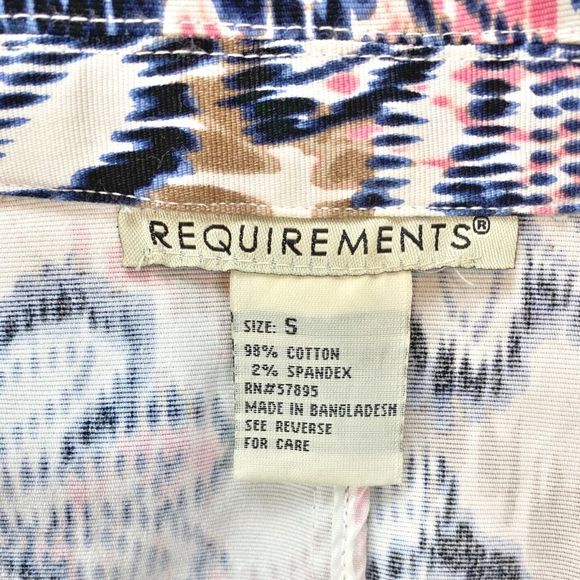 REQUIREMENTS®
SIZE: S
98% COTTON
2% SPANDEX
RN#57895
MADE IN BANGLADESH
SEE REVERSE
FOR CARE